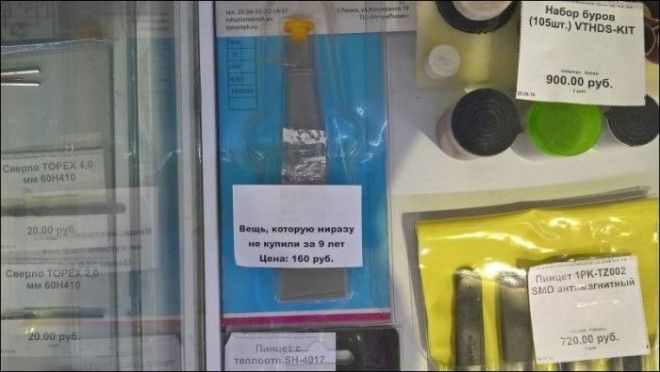 Сверло TOPEX 4,0
мм 60H410
20.00 руб.
Сверло TOPEX 2,0
мм 60H410
20.00 руб.
Вещь, которую ниразу
не купили за 9 лет
Цена: 160 руб.
Пинцет с
теплоотв SH-4017
Набор буров
(105шт.) VTHDS-KIT
900.00 руб.
1 шт
Пинцет 1PK-TZ002
SMD антимагнитный
720.00 руб.